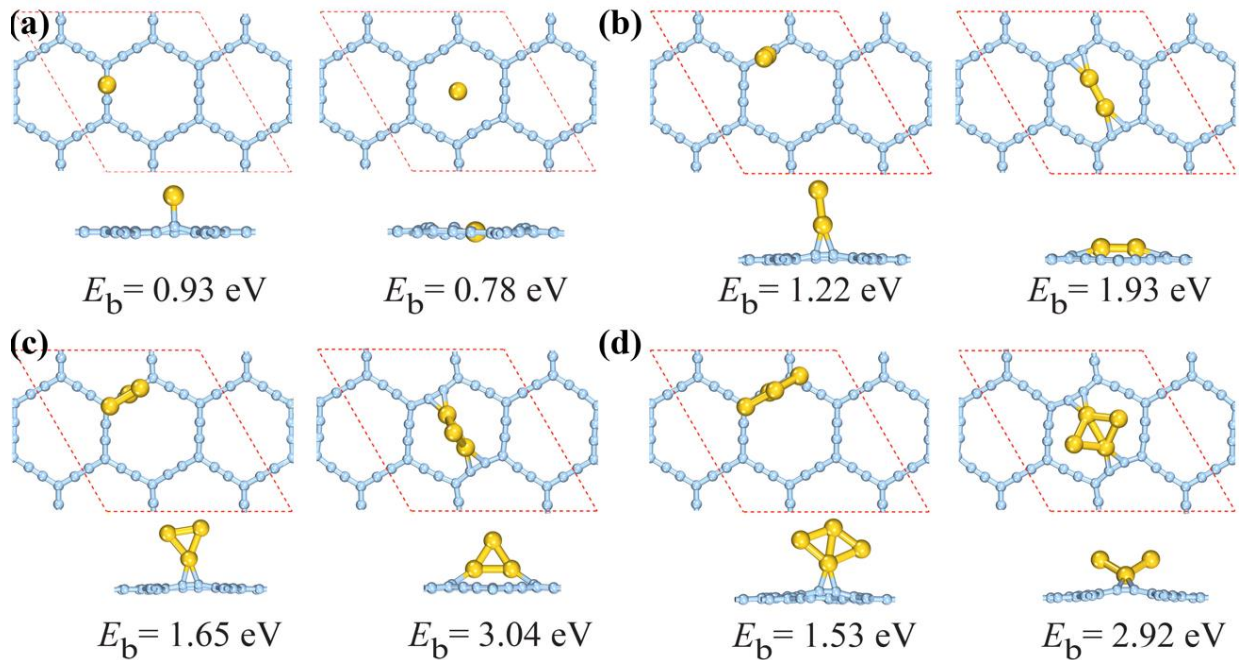 (a)
(b)
E_b= 0.93 eV
E_b= 0.78 eV
E_b= 1.22 eV
E_b= 1.93 eV
(c)
(d)
E_b= 1.65 eV
E_b= 3.04 eV
E_b= 1.53 eV
E_b= 2.92 eV